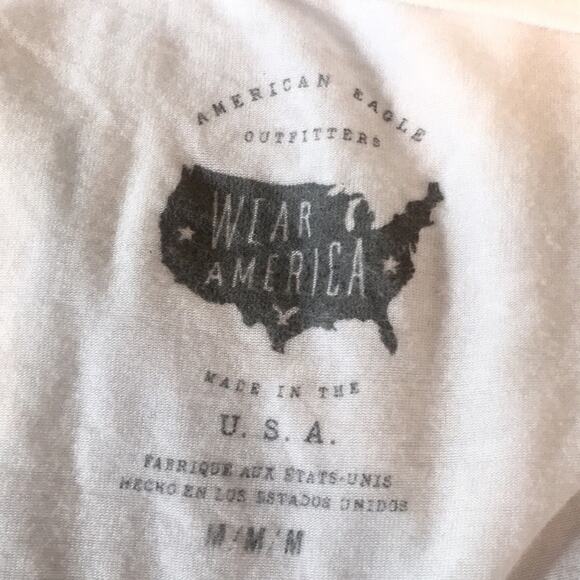 AMERICAN EAGLE
OUTFITTERS
WEAR
AMERICA
MADE IN THE
U. S. A.
FABRIQUE AUX ETATS-UNIS
HECHO EN LOS ESTADOS UNIDOS
M/M/M